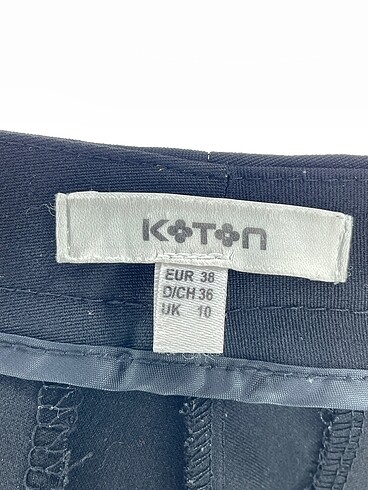 KOTON
EUR 38
D/CH 36
UK 10